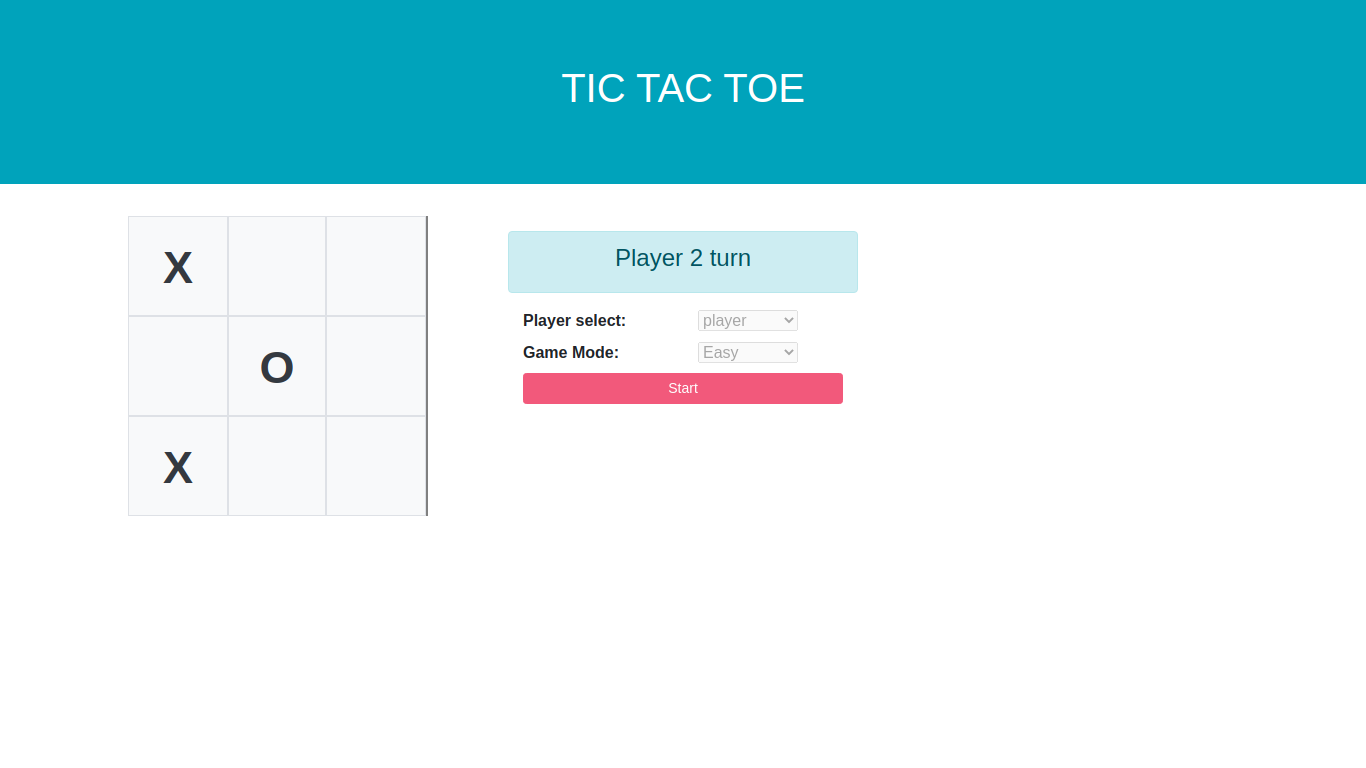 TIC TAC TOE
X
O
X
Player 2 turn
Player select: player
Game Mode: Easy
Start